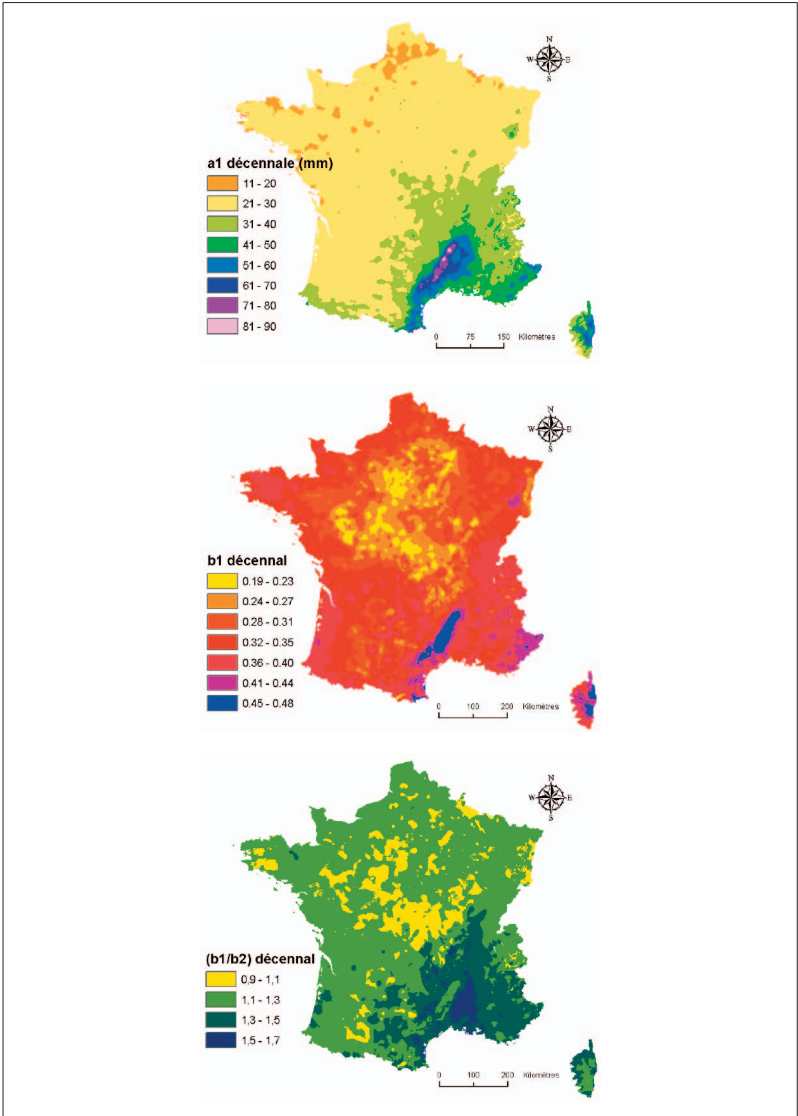 N
W E
S
a1 décennale (mm)
11 - 20
21 - 30
31 - 40
41 - 50
51 - 60
61 - 70
71 - 80
81 - 90
0 75 150 Kilomètres
N
W E
S
b1 décennal
0.19 - 0.23
0.24 - 0.27
0.28 - 0.31
0.32 - 0.35
0.36 - 0.40
0.41 - 0.44
0.45 - 0.48
0 100 200 Kilomètres
N
W E
S
(b1/b2) décennal
0,9 - 1,1
1,1 - 1,3
1,3 - 1,5
1,5 - 1,7
0 100 200 Kilomètres